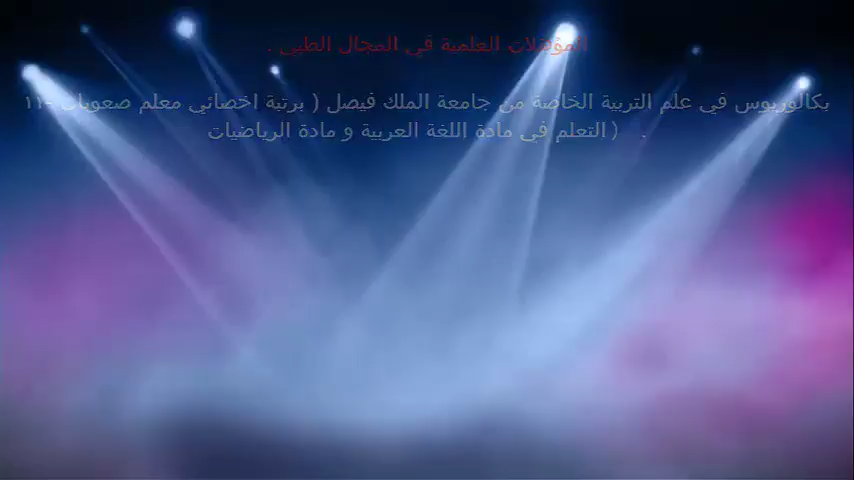 المؤهلات العلمية في المجال الطبي .
١١- بكالوريوس في علم التربية الخاصة من جامعة الملك فيصل ( برتبة اخصائي معلم صعوبات
التعلم في مادة اللغة العربية و مادة الرياضيات ) .